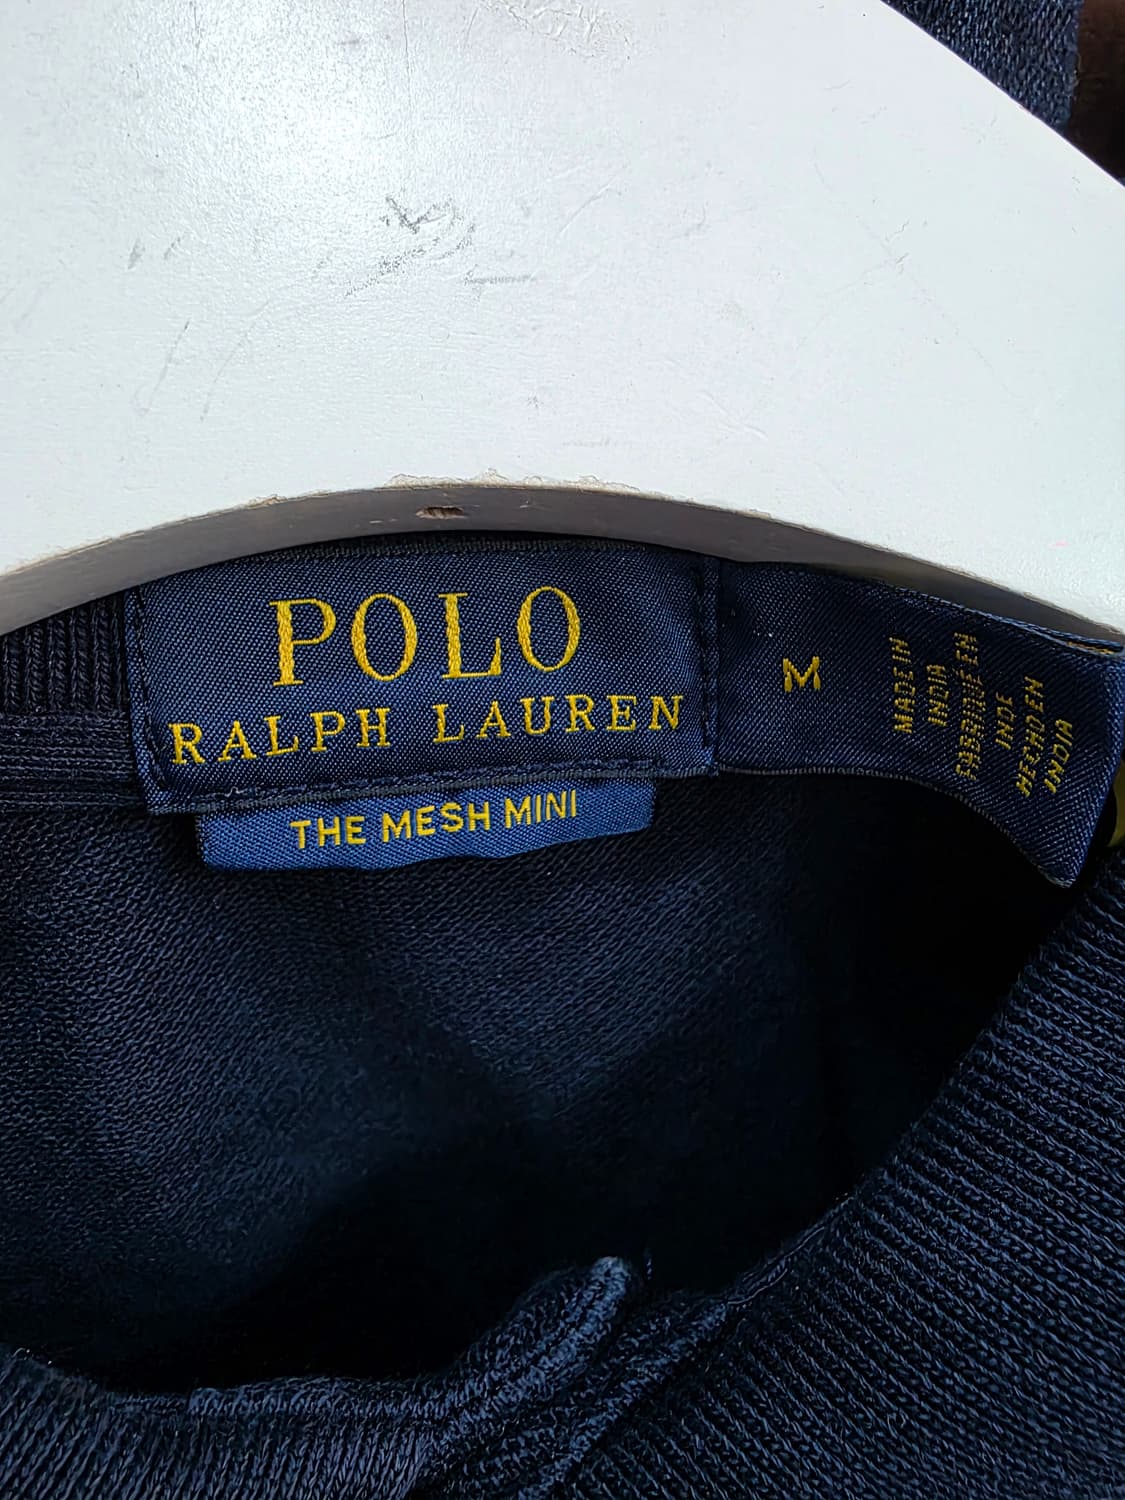 POLO
RALPH LAUREN
THE MESH MINI
M
MADE IN
INDIA
FABRIQUÉ EN
INDE
HECHO EN
INDIA